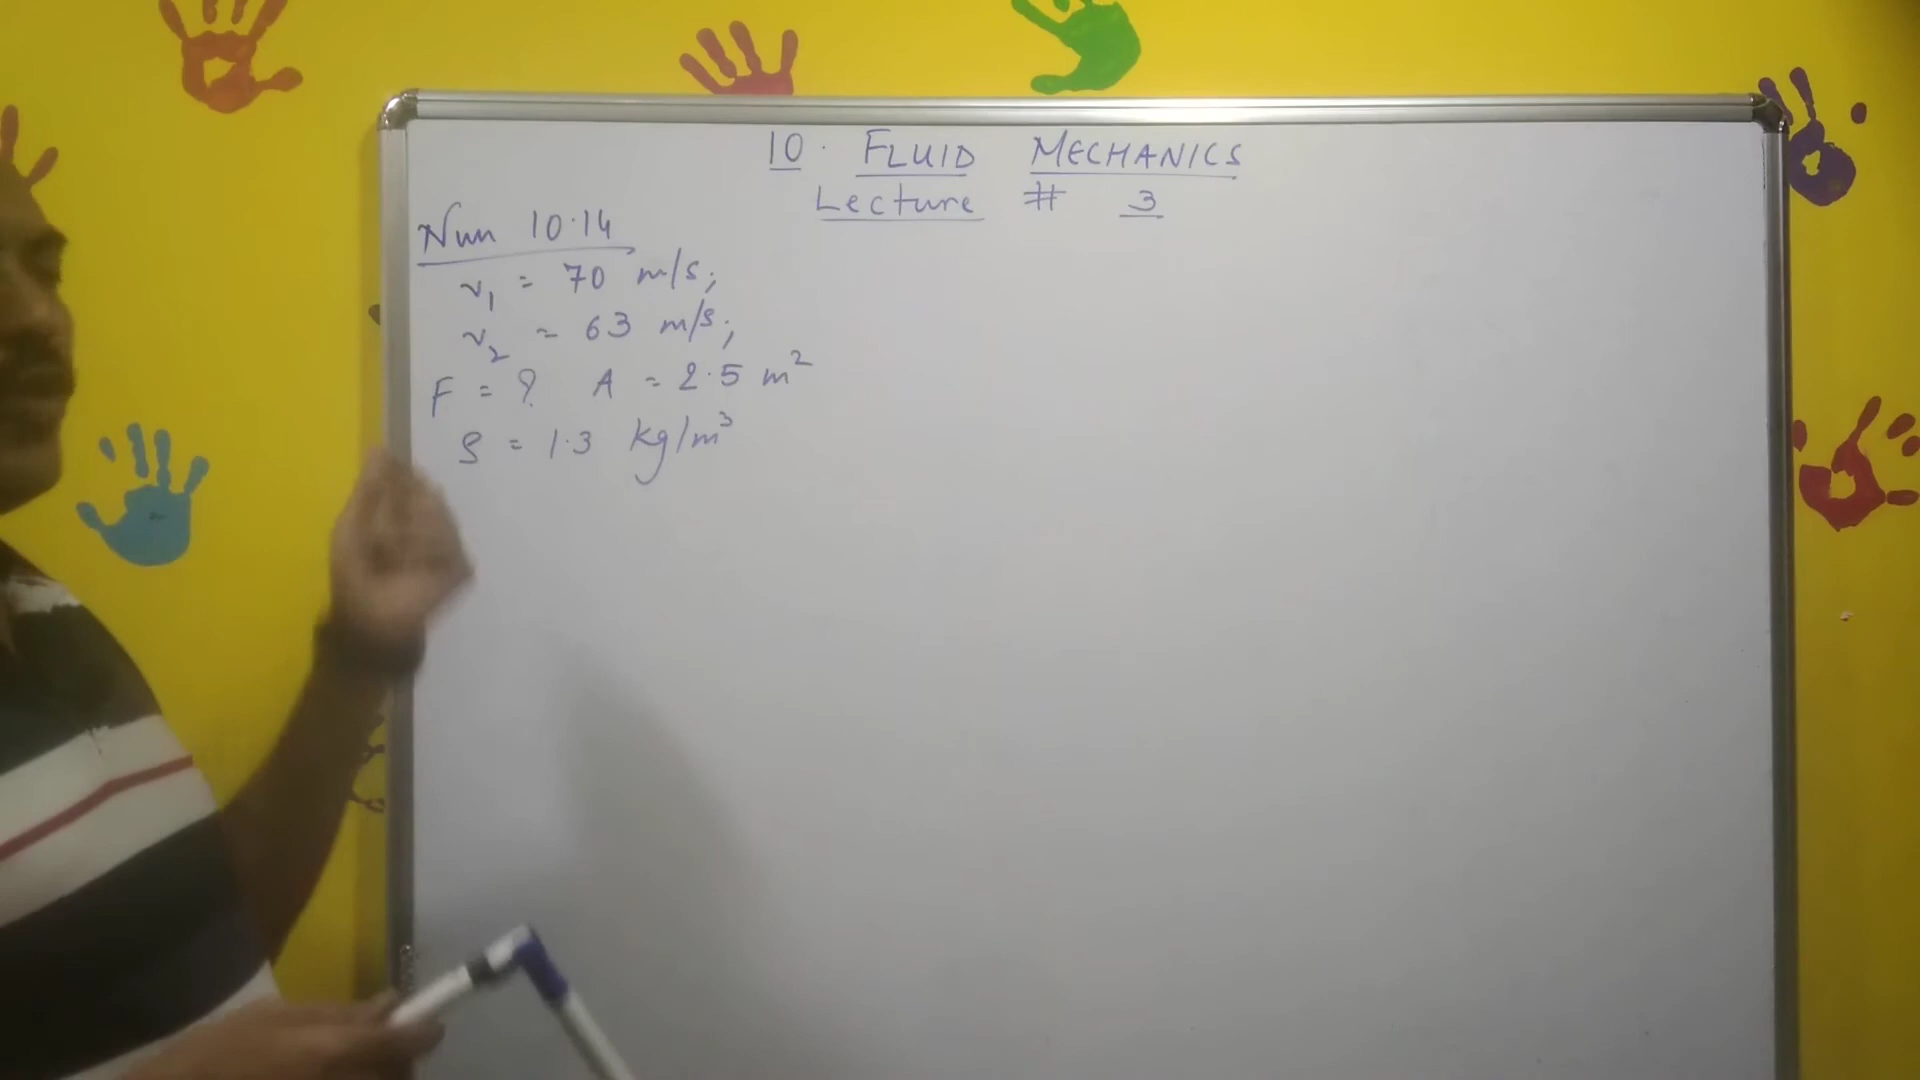 10. FLUID MECHANICS
Lecture # 3
Num 10.14
v₁ = 70 m/s;
v₂ = 63 m/s;
F = ? A = 2.5 m²
ρ = 1.3 kg/m³